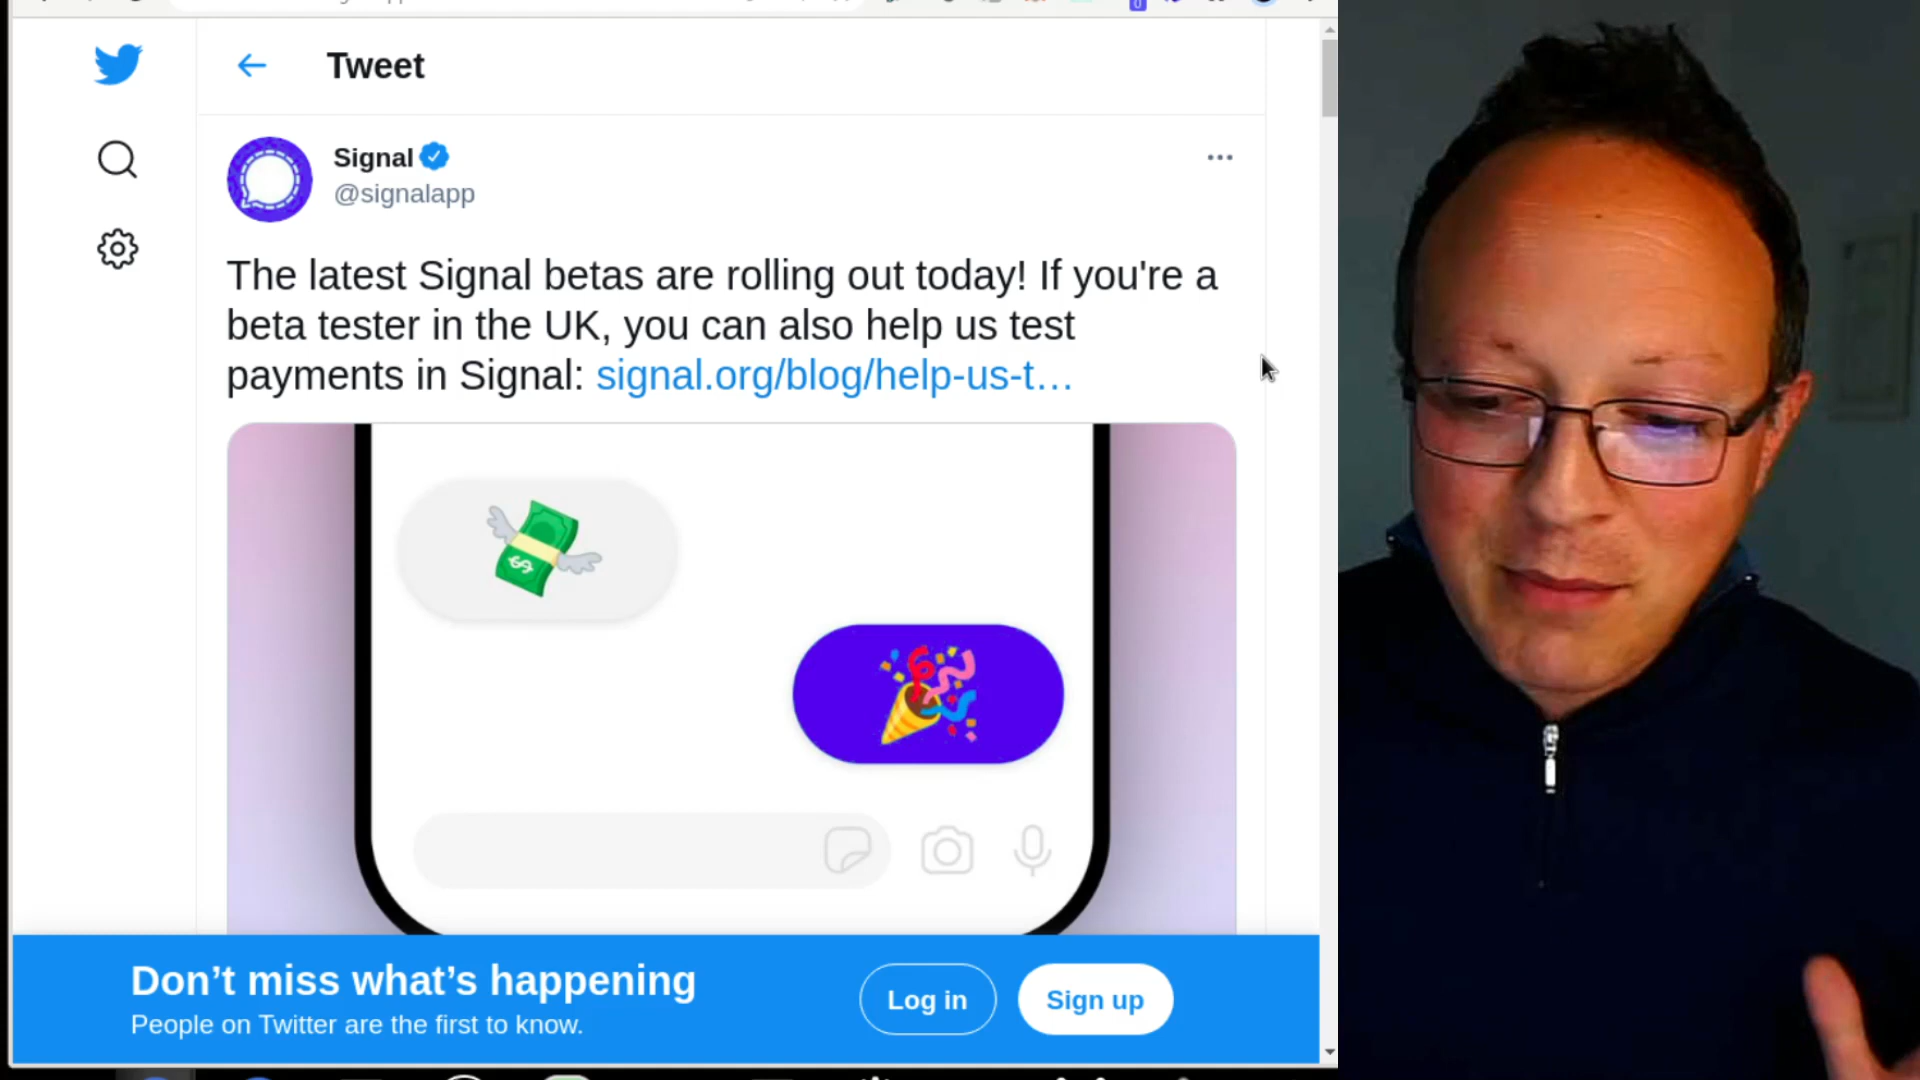 Tweet
Signal
@signalapp
The latest Signal betas are rolling out today! If you're a
beta tester in the UK, you can also help us test
payments in Signal: signal.org/blog/help-us-t…
Don’t miss what’s happening
People on Twitter are the first to know.
Log in
Sign up